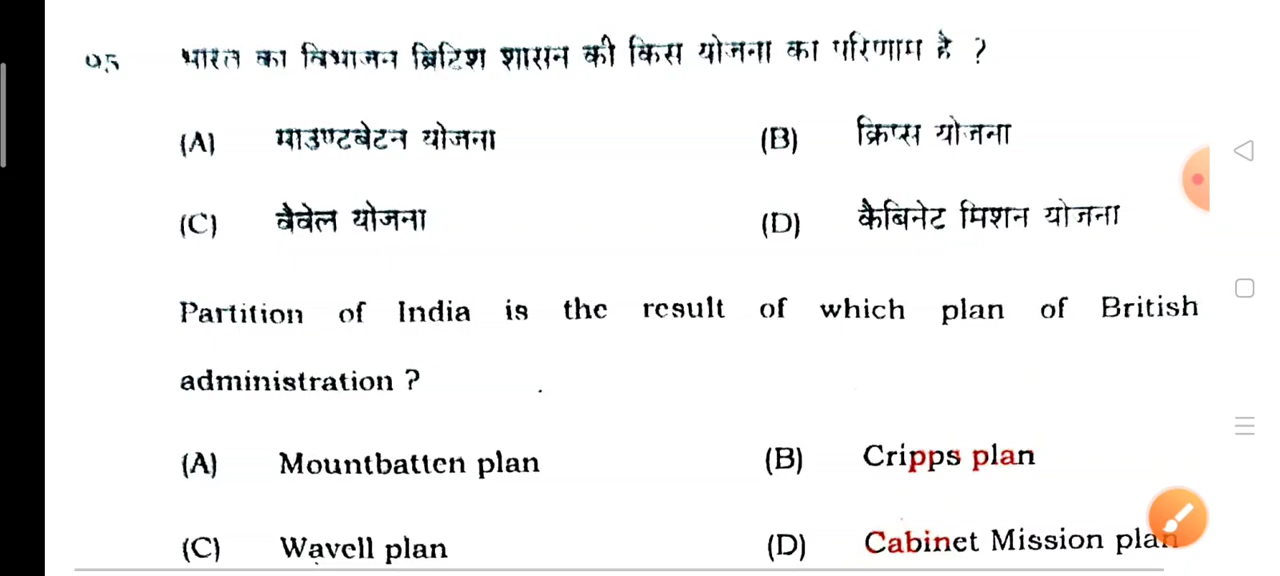 95 भारत का विभाजन ब्रिटिश शासन की किस योजना का परिणाम है ?
(A) माउण्टबेटन योजना (B) क्रिप्स योजना
(C) वैवेल योजना (D) कैबिनेट मिशन योजना
Partition of India is the result of which plan of British
administration ?
(A) Mountbatten plan (B) Cripps plan
(C) Wavell plan (D) Cabinet Mission plan